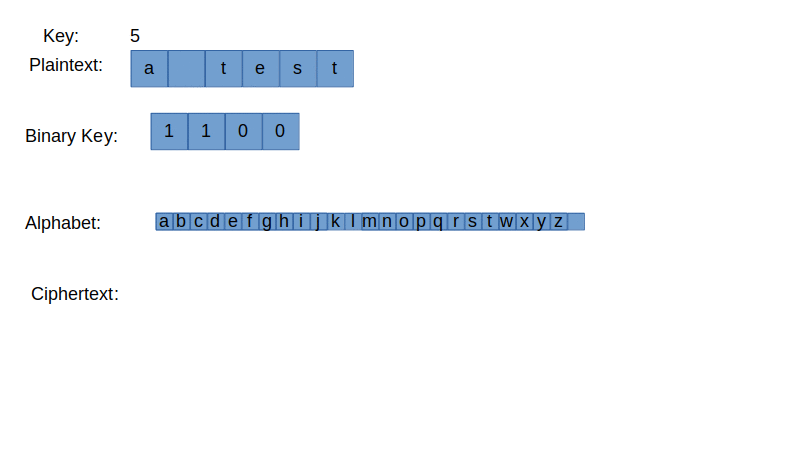 Key: 5
Plaintext: a t e s t
Binary Key: 1 1 0 0
Alphabet: a b c d e f g h i j k l m n o p q r s t w x y z
Ciphertext: